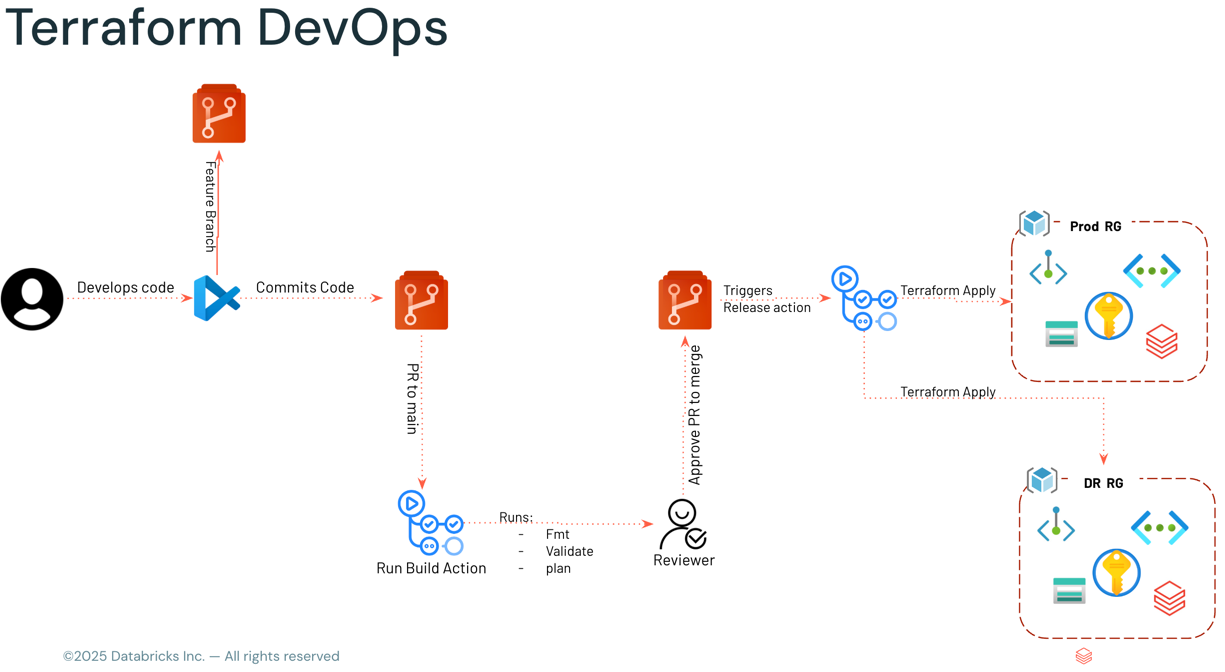 Terraform DevOps
Feature Branch
Develops code
Commits Code
PR to main
Run Build Action
Runs:
- Fmt
- Validate
- plan
Reviewer
Approve PR to merge
Triggers
Release action
Terraform Apply
Prod RG
Terraform Apply
DR RG
©2025 Databricks Inc. — All rights reserved